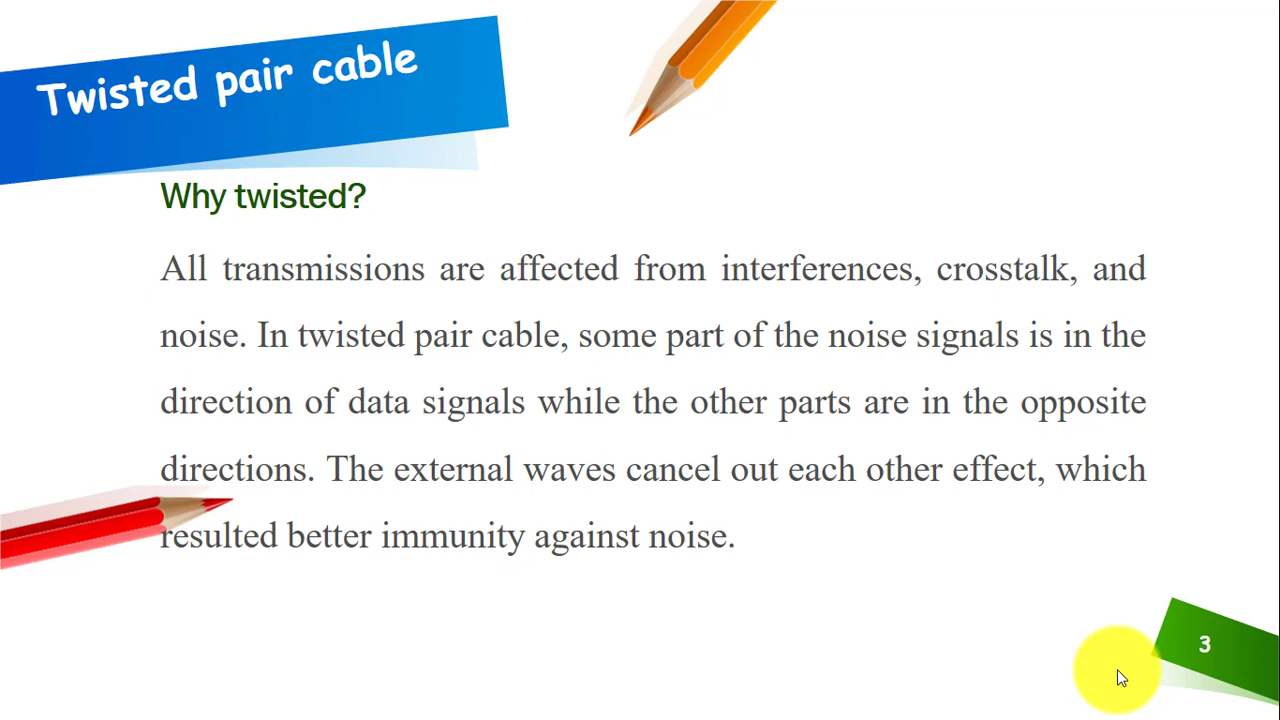 Twisted pair cable
Why twisted?
All transmissions are affected from interferences, crosstalk, and
noise. In twisted pair cable, some part of the noise signals is in the
direction of data signals while the other parts are in the opposite
directions. The external waves cancel out each other effect, which
resulted better immunity against noise.
3